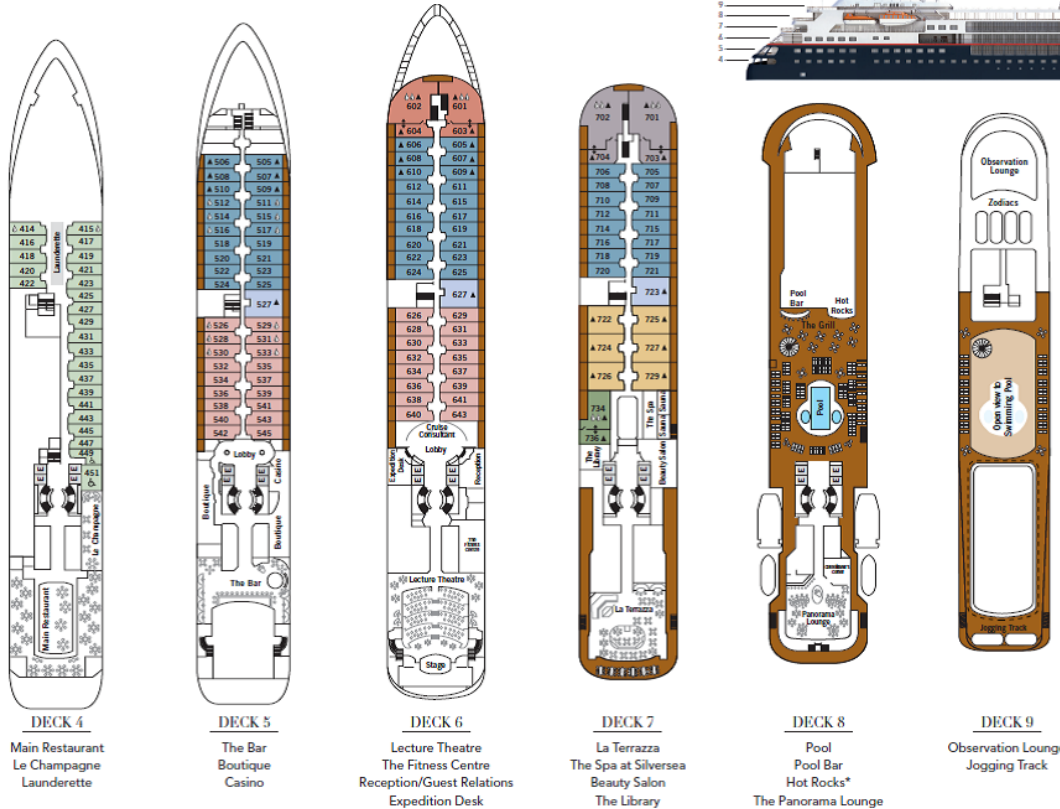 9
8
7
6
5
4
414
415
416
417
418
419
420
421
422
423
425
427
429
431
433
435
437
439
441
443
445
447
449
451
Launderette
E E
E E
Le Champagne
Main Restaurant
DECK 4
Main Restaurant
Le Champagne
Launderette
506 505
508 507
510 509
512 511
514 515
516 517
518 519
520 521
522 523
524 525
527
526 529
528 531
530 533
532 535
534 537
536 539
538 541
540 543
542 545
Lobby
E E
E E
Casino
Boutique
Boutique
The Bar
DECK 5
The Bar
Boutique
Casino
602 601
604 603
606 605
608 607
610 609
612 611
614 615
616 617
618 619
620 621
622 623
624 625
627
626 629
628 631
630 633
632 635
634 637
636 639
638 641
640 643
Cruise
Consultant
Lobby
Expedition
Desk
Reception
E E
E E
The
Fitness
Centre
Lecture Theatre
Stage
DECK 6
Lecture Theatre
The Fitness Centre
Reception/Guest Relations
Expedition Desk
702 701
704 703
706 705
708 707
710 709
712 711
714 715
716 717
718 719
720 721
723
722 725
724 727
726 729
734
736
The Spa
Sauna
Sauna
The
Library
Beauty Salon
E E
E E
La Terrazza
DECK 7
La Terrazza
The Spa at Silversea
Beauty Salon
The Library
Pool
Bar
Hot
Rocks
The Grill
Pool
E E
E E
Panorama
Lounge
DECK 8
Pool
Pool Bar
Hot Rocks*
The Panorama Lounge
Observation
Lounge
Zodiacs
Open view to
Swimming Pool
Jogging Track
DECK 9
Observation Lounge
Jogging Track